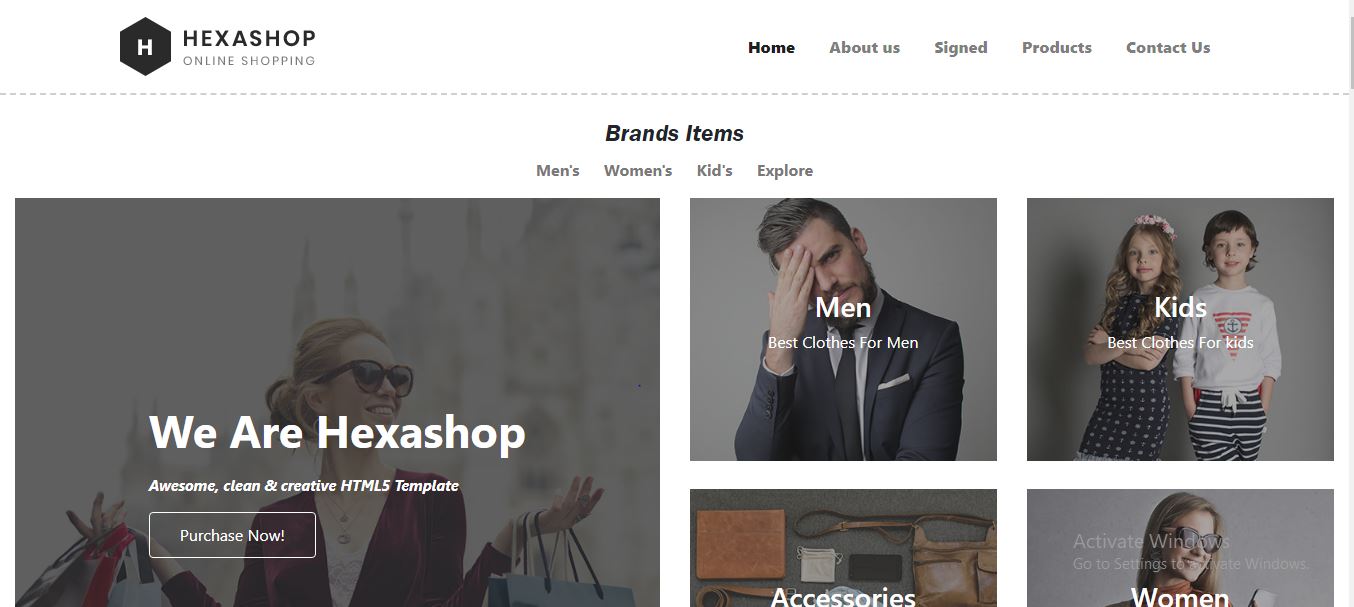 H
HEXASHOP
ONLINE SHOPPING
Home About us Signed Products Contact Us
Brands Items
Men's Women's Kid's Explore
We Are Hexashop
Awesome, clean & creative HTML5 Template
Purchase Now!
Men
Best Clothes For Men
Kids
Best Clothes For kids
Accessories
Activate Windows
Go to Settings to activate Windows.
Women